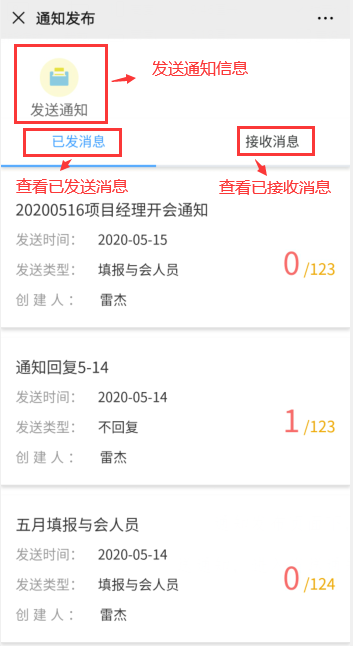 通知发布
发送通知
发送通知信息
已发消息
接收消息
查看已发送消息
查看已接收消息
20200516项目经理开会通知
发送时间： 2020-05-15
发送类型： 填报与会人员
0/123
创 建 人 ： 雷杰
通知回复5-14
发送时间： 2020-05-14
发送类型： 不回复
1/123
创 建 人 ： 雷杰
五月填报与会人员
发送时间： 2020-05-14
发送类型： 填报与会人员
0/124
创 建 人 ： 雷杰